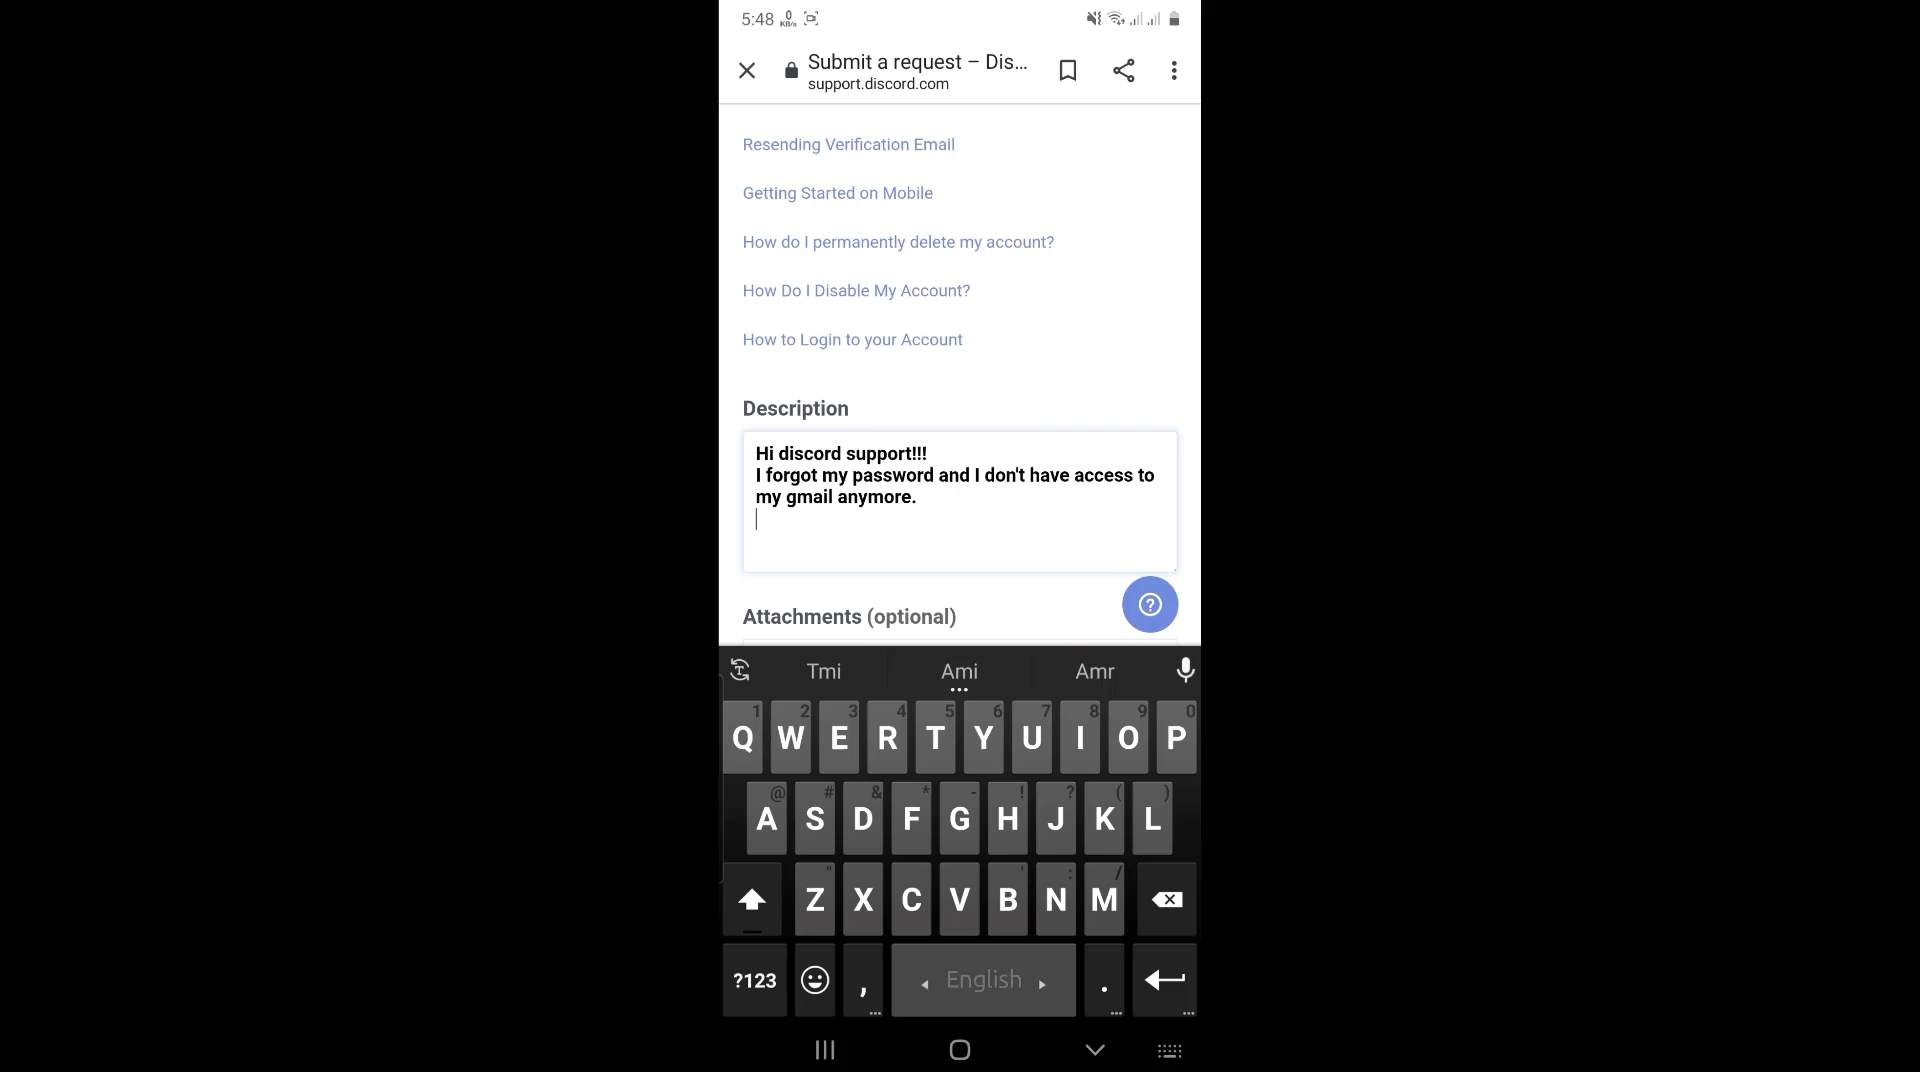 5:48 0 KB/s
Submit a request – Dis...
support.discord.com
Resending Verification Email
Getting Started on Mobile
How do I permanently delete my account?
How Do I Disable My Account?
How to Login to your Account
Description
Hi discord support!!!
I forgot my password and I don't have access to
my gmail anymore.
Attachments (optional)
Tmi Ami Amr
1 2 3 4 5 6 7 8 9 0
Q W E R T Y U I O P
@ # & * - ! ? ( )
A S D F G H J K L
" ' : /
Z X C V B N M
?123 , English .